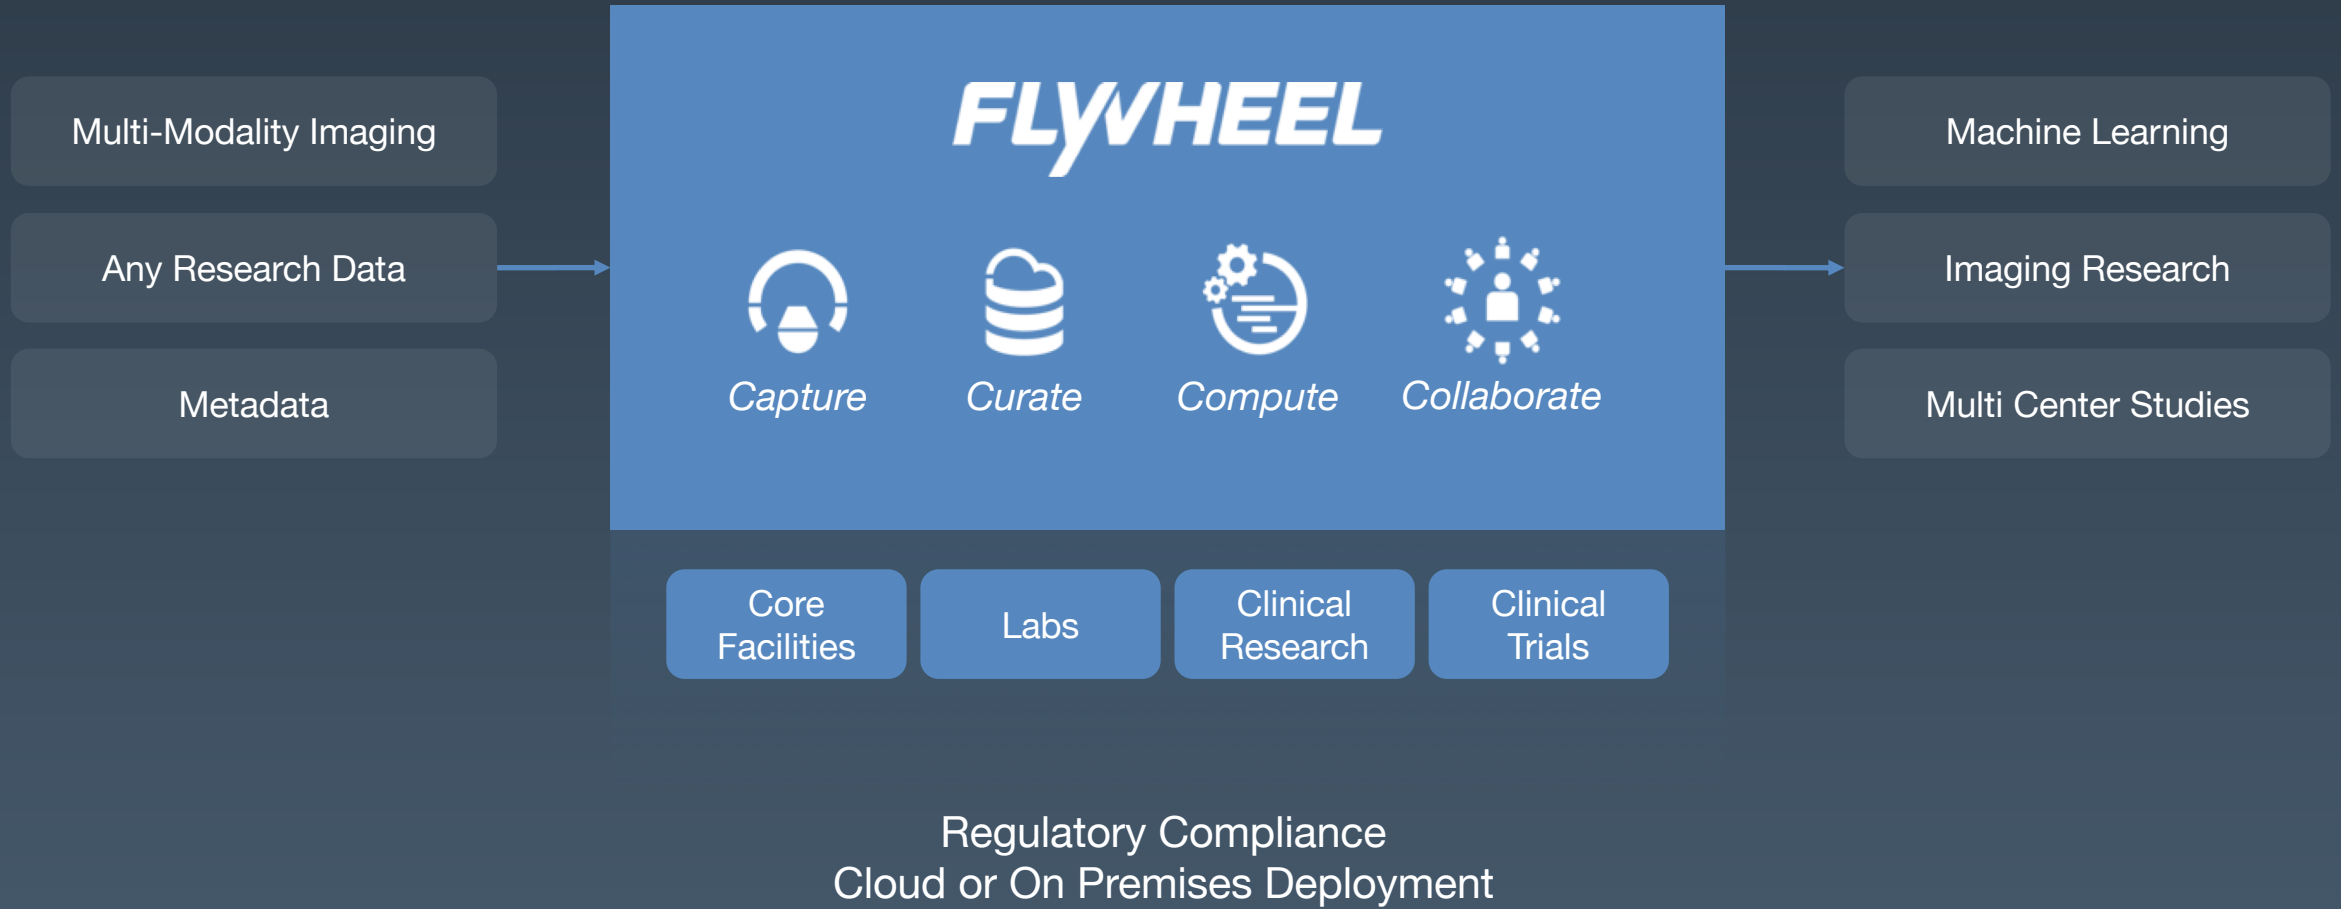 Multi-Modality Imaging
Any Research Data
Metadata
FLYWHEEL
Capture
Curate
Compute
Collaborate
Machine Learning
Imaging Research
Multi Center Studies
Core
Facilities
Labs
Clinical
Research
Clinical
Trials
Regulatory Compliance
Cloud or On Premises Deployment